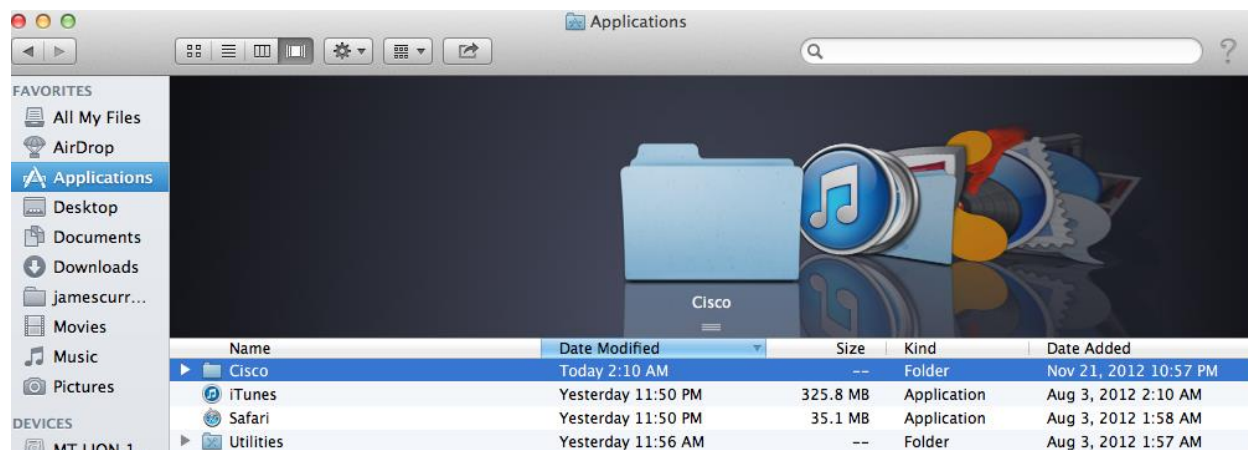 Applications
FAVORITES
All My Files
AirDrop
Applications
Desktop
Documents
Downloads
jamescurr...
Movies
Music
Pictures
DEVICES
MT LION 1
Cisco
Name Date Modified Size Kind Date Added
Cisco Today 2:10 AM -- Folder Nov 21, 2012 10:57 PM
iTunes Yesterday 11:50 PM 325.8 MB Application Aug 3, 2012 2:10 AM
Safari Yesterday 11:50 PM 35.1 MB Application Aug 3, 2012 1:58 AM
Utilities Yesterday 11:56 AM -- Folder Aug 3, 2012 1:57 AM